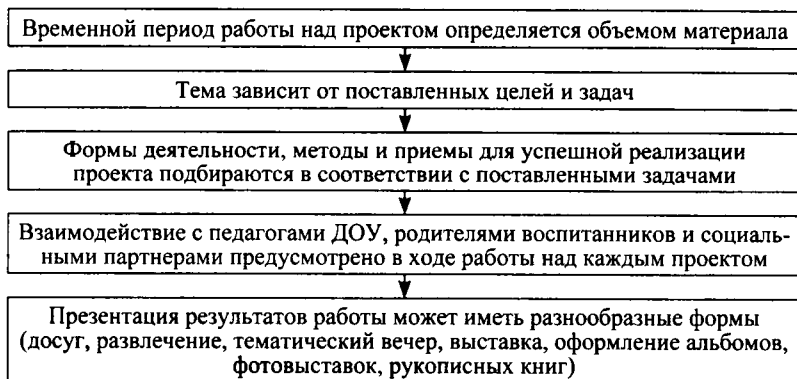 Временной период работы над проектом определяется объемом материала
Тема зависит от поставленных целей и задач
Формы деятельности, методы и приемы для успешной реализации
проекта подбираются в соответствии с поставленными задачами
Взаимодействие с педагогами ДОУ, родителями воспитанников и социаль-
ными партнерами предусмотрено в ходе работы над каждым проектом
Презентация результатов работы может иметь разнообразные формы
(досуг, развлечение, тематический вечер, выставка, оформление альбомов,
фотовыставок, рукописных книг)